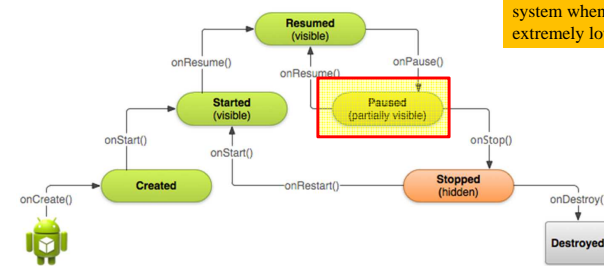 system when
extremely lo
Resumed
(visible)
onResume()
onPause()
onResume()
Started
(visible)
Paused
(partially visible)
onStart()
onStart()
onStop()
Created
onRestart()
Stopped
(hidden)
onCreate()
onDestroy()
Destroyed